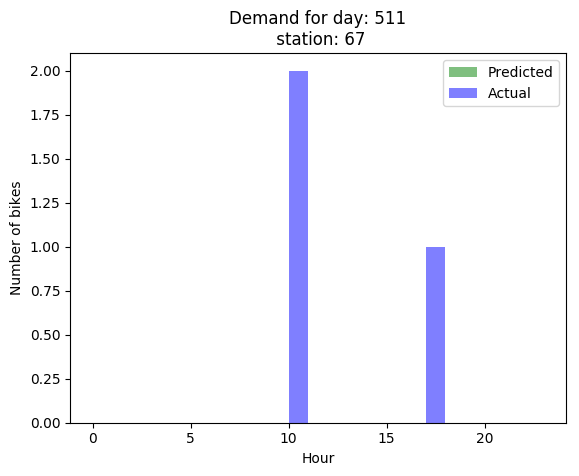 Demand for day: 511
station: 67
Predicted
Actual
Number of bikes
2.00
1.75
1.50
1.25
1.00
0.75
0.50
0.25
0.00
0 5 10 15 20
Hour